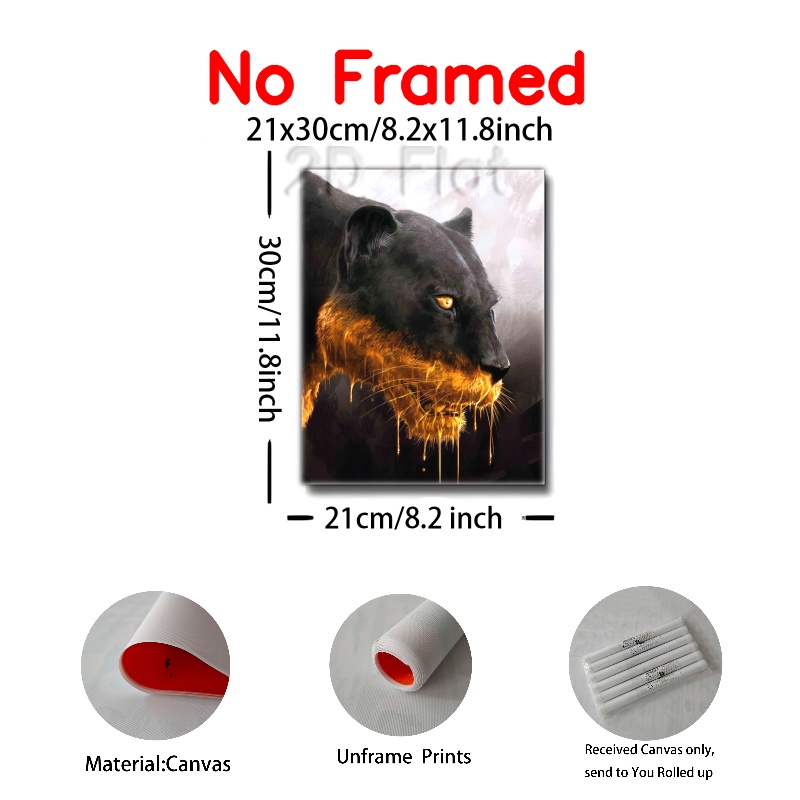 No Framed
21x30cm/8.2x11.8inch
2D Flat
30cm/11.8inch
21cm/8.2 inch
Material:Canvas
Unframe Prints
Received Canvas only,
send to You Rolled up